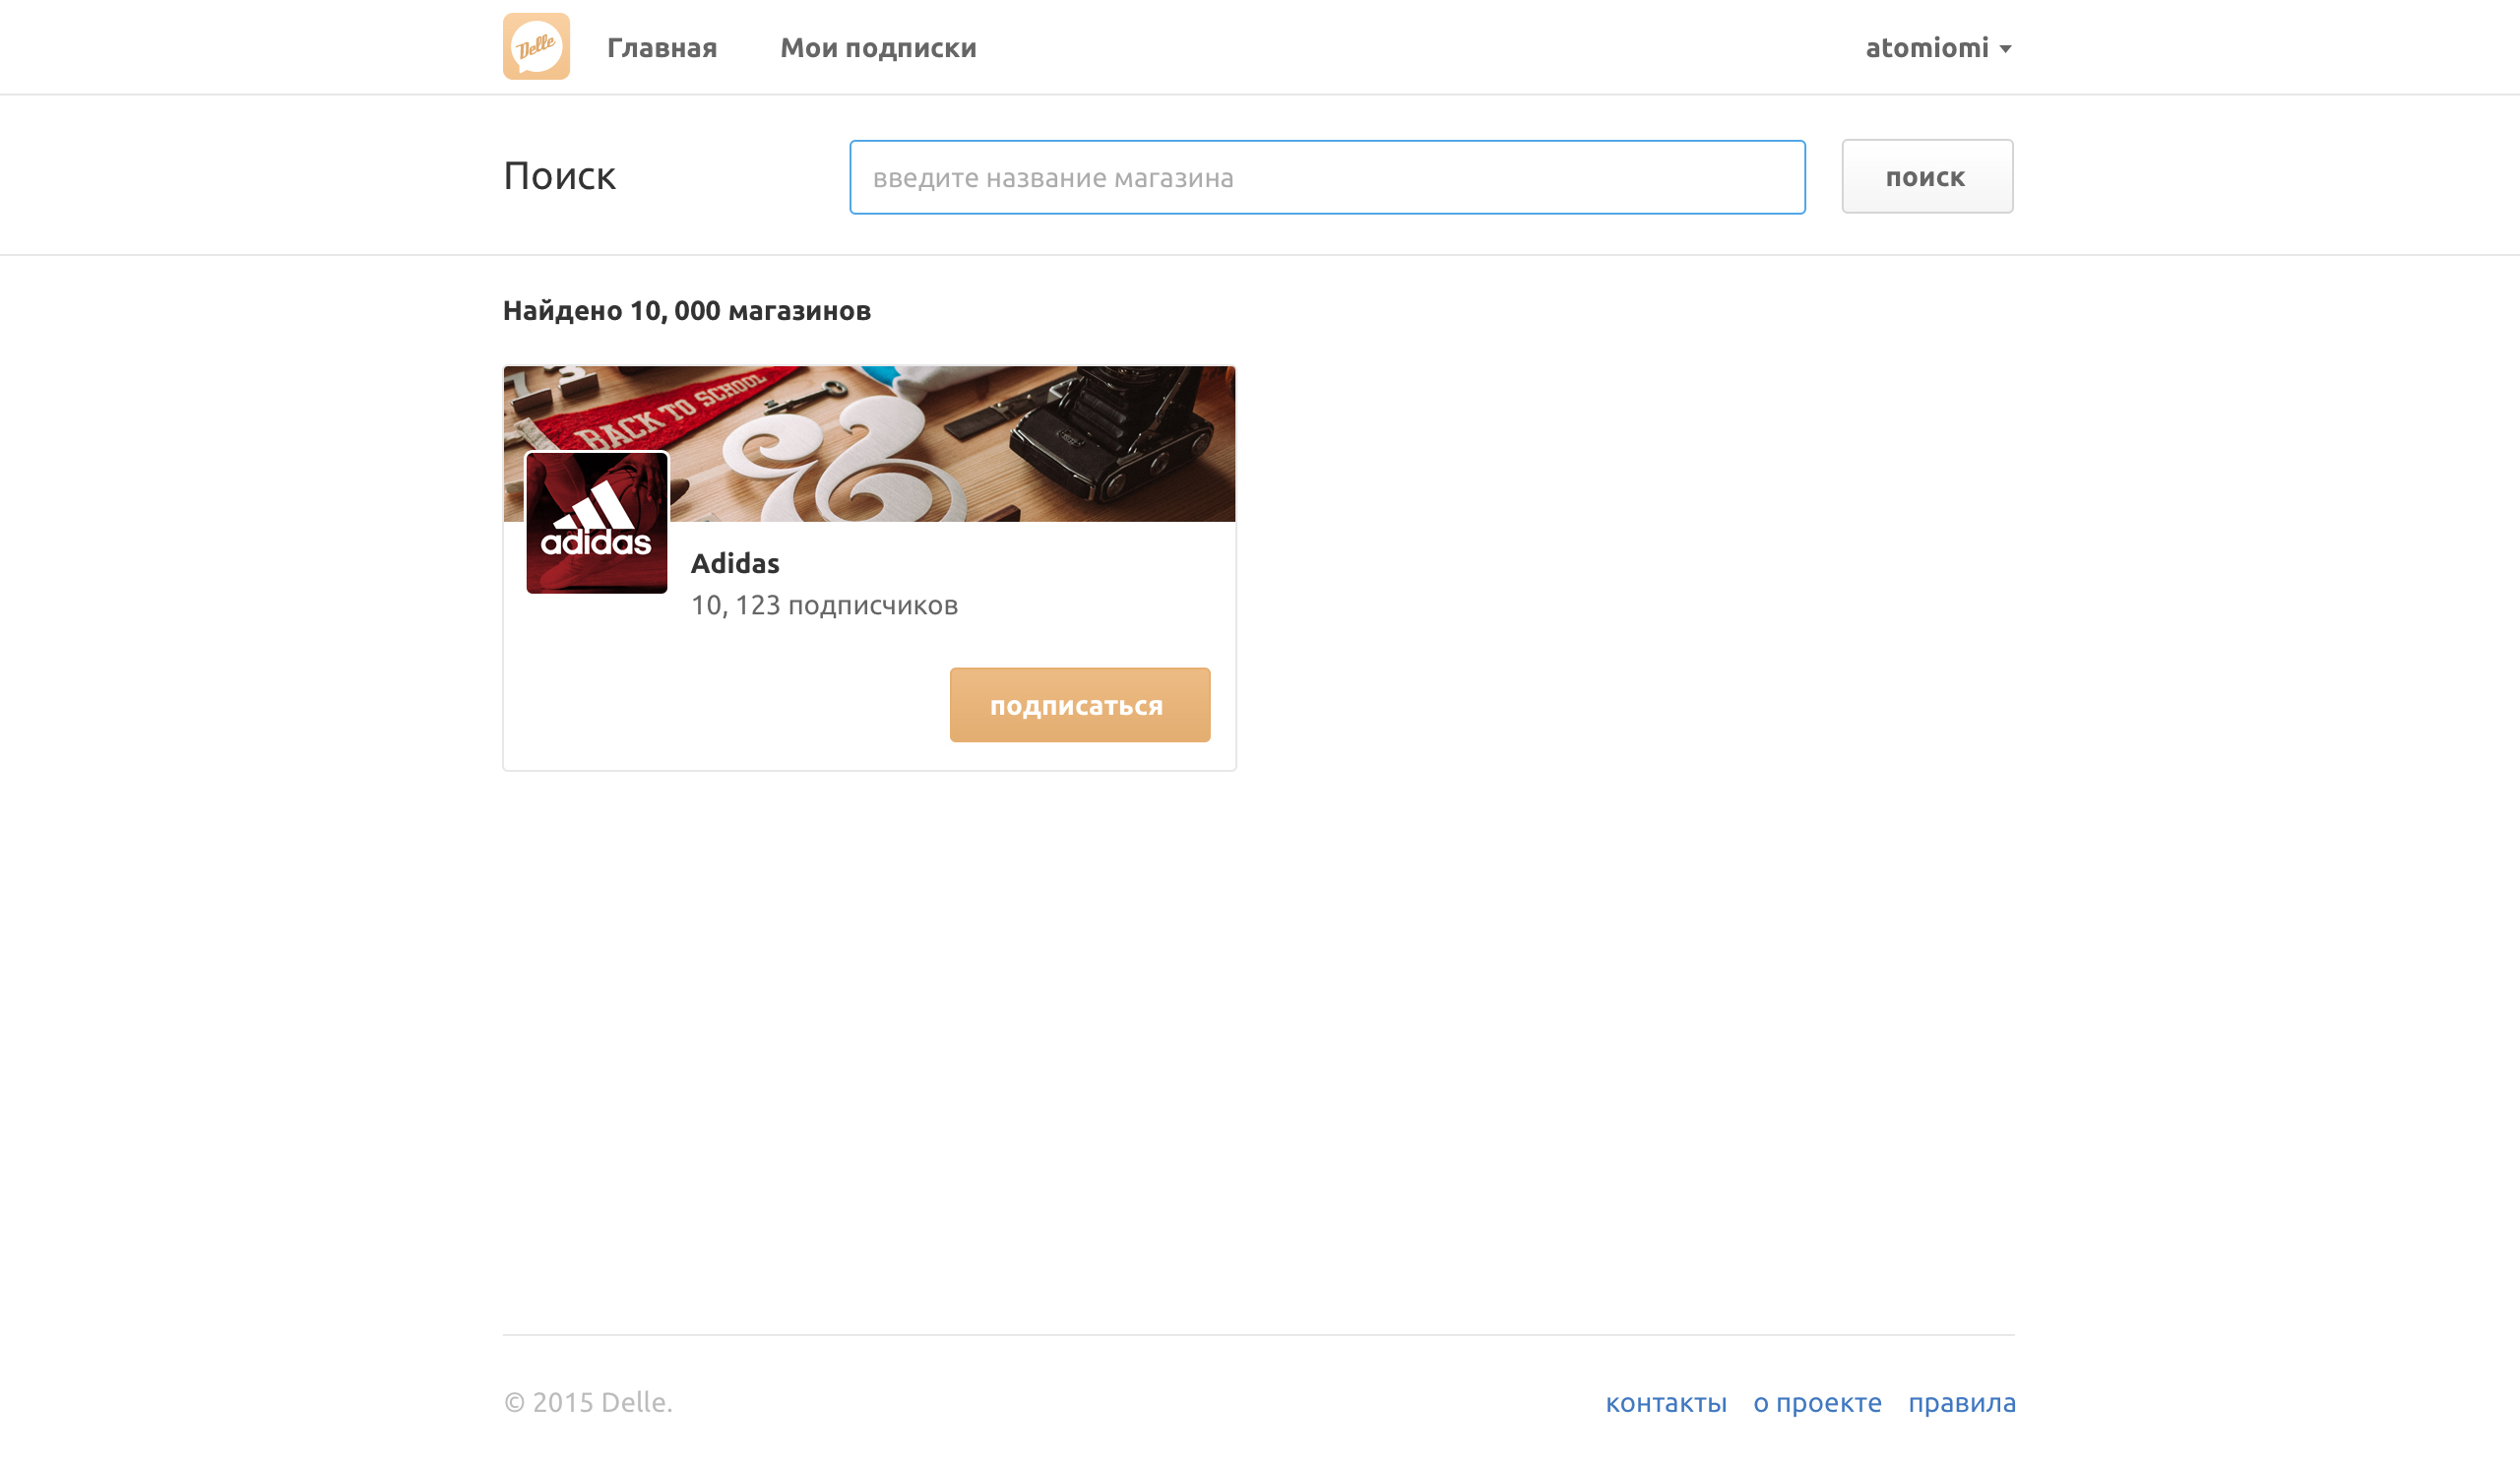 Delle
Главная
Мои подписки
atomiomi
Поиск
введите название магазина
поиск
Найдено 10, 000 магазинов
BACK TO SCHOOL
adidas
Adidas
10, 123 подписчиков
подписаться
© 2015 Delle.
контакты
о проекте
правила